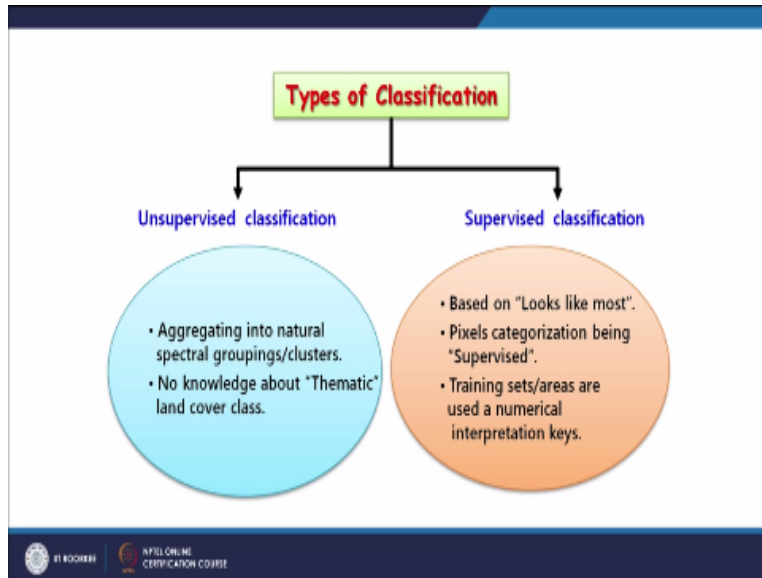 Types of Classification
Unsupervised classification
Supervised classification
• Aggregating into natural
spectral groupings/clusters.
• No knowledge about "Thematic"
land cover class.
• Based on "Looks like most".
• Pixels categorization being
"Supervised".
• Training sets/areas are
used a numerical
interpretation keys.
IT ROORKEE
NPTEL ONLINE
CERTIFICATION COURSE